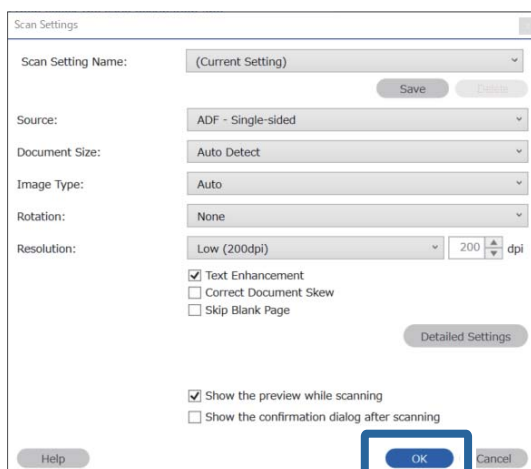 Scan Settings
Scan Setting Name: (Current Setting)
Save Delete
Source: ADF - Single-sided
Document Size: Auto Detect
Image Type: Auto
Rotation: None
Resolution: Low (200dpi) 200 dpi
Text Enhancement
Correct Document Skew
Skip Blank Page
Detailed Settings
Show the preview while scanning
Show the confirmation dialog after scanning
Help OK Cancel